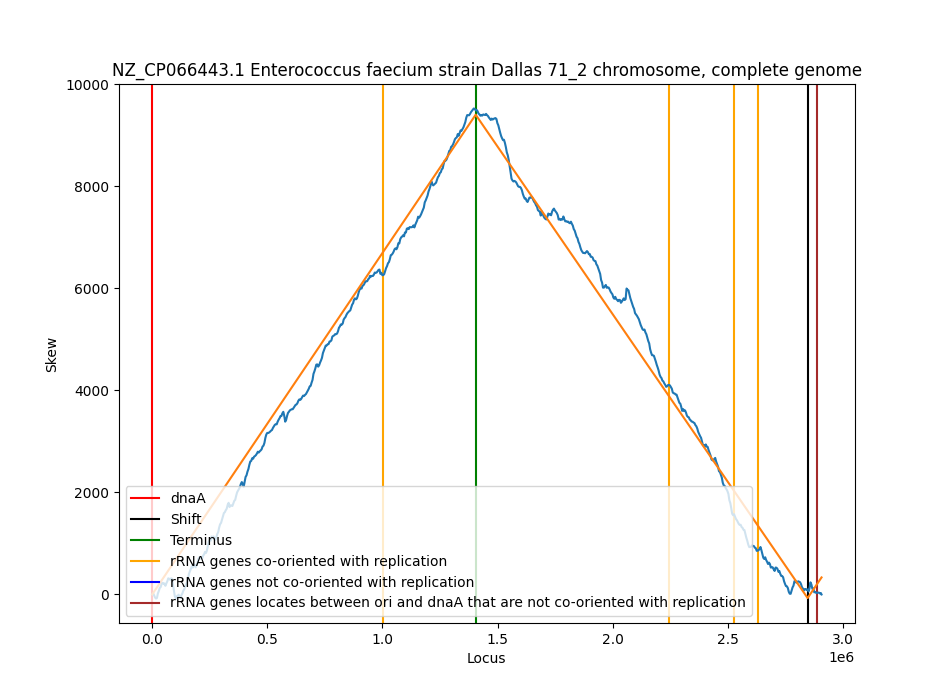 NZ_CP066443.1 Enterococcus faecium strain Dallas 71_2 chromosome, complete genome
10000
8000
6000
4000
2000
0
Skew
dnaA
Shift
Terminus
rRNA genes co-oriented with replication
rRNA genes not co-oriented with replication
rRNA genes locates between ori and dnaA that are not co-oriented with replication
0.0 0.5 1.0 1.5 2.0 2.5 3.0
1e6
Locus